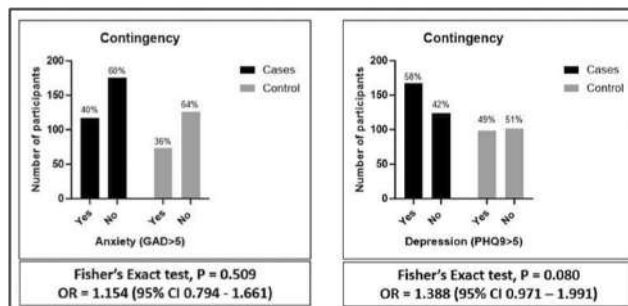 Contingency
Number of participants
200
150
100
50
0
40%
60%
36%
64%
Cases
Control
Yes
No
Yes
No
Anxiety (GAD>5)
Fisher's Exact test, P = 0.509
OR = 1.154 (95% CI 0.794 - 1.661)
Contingency
Number of participants
200
150
100
50
0
58%
42%
49%
51%
Cases
Control
Yes
No
Yes
No
Depression (PHQ9>5)
Fisher's Exact test, P = 0.080
OR = 1.388 (95% CI 0.971 – 1.991)